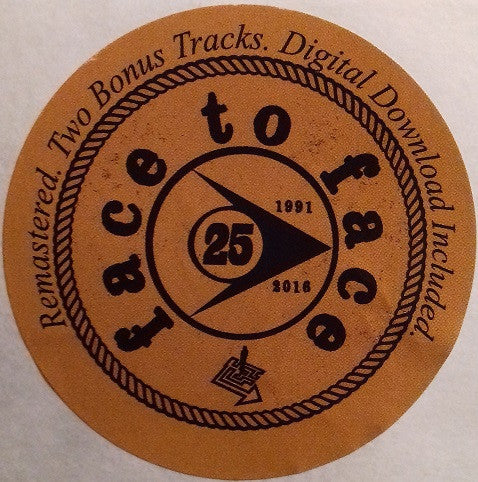 Remastered. Two Bonus Tracks. Digital Download Included.
face to face
1991
25
2016